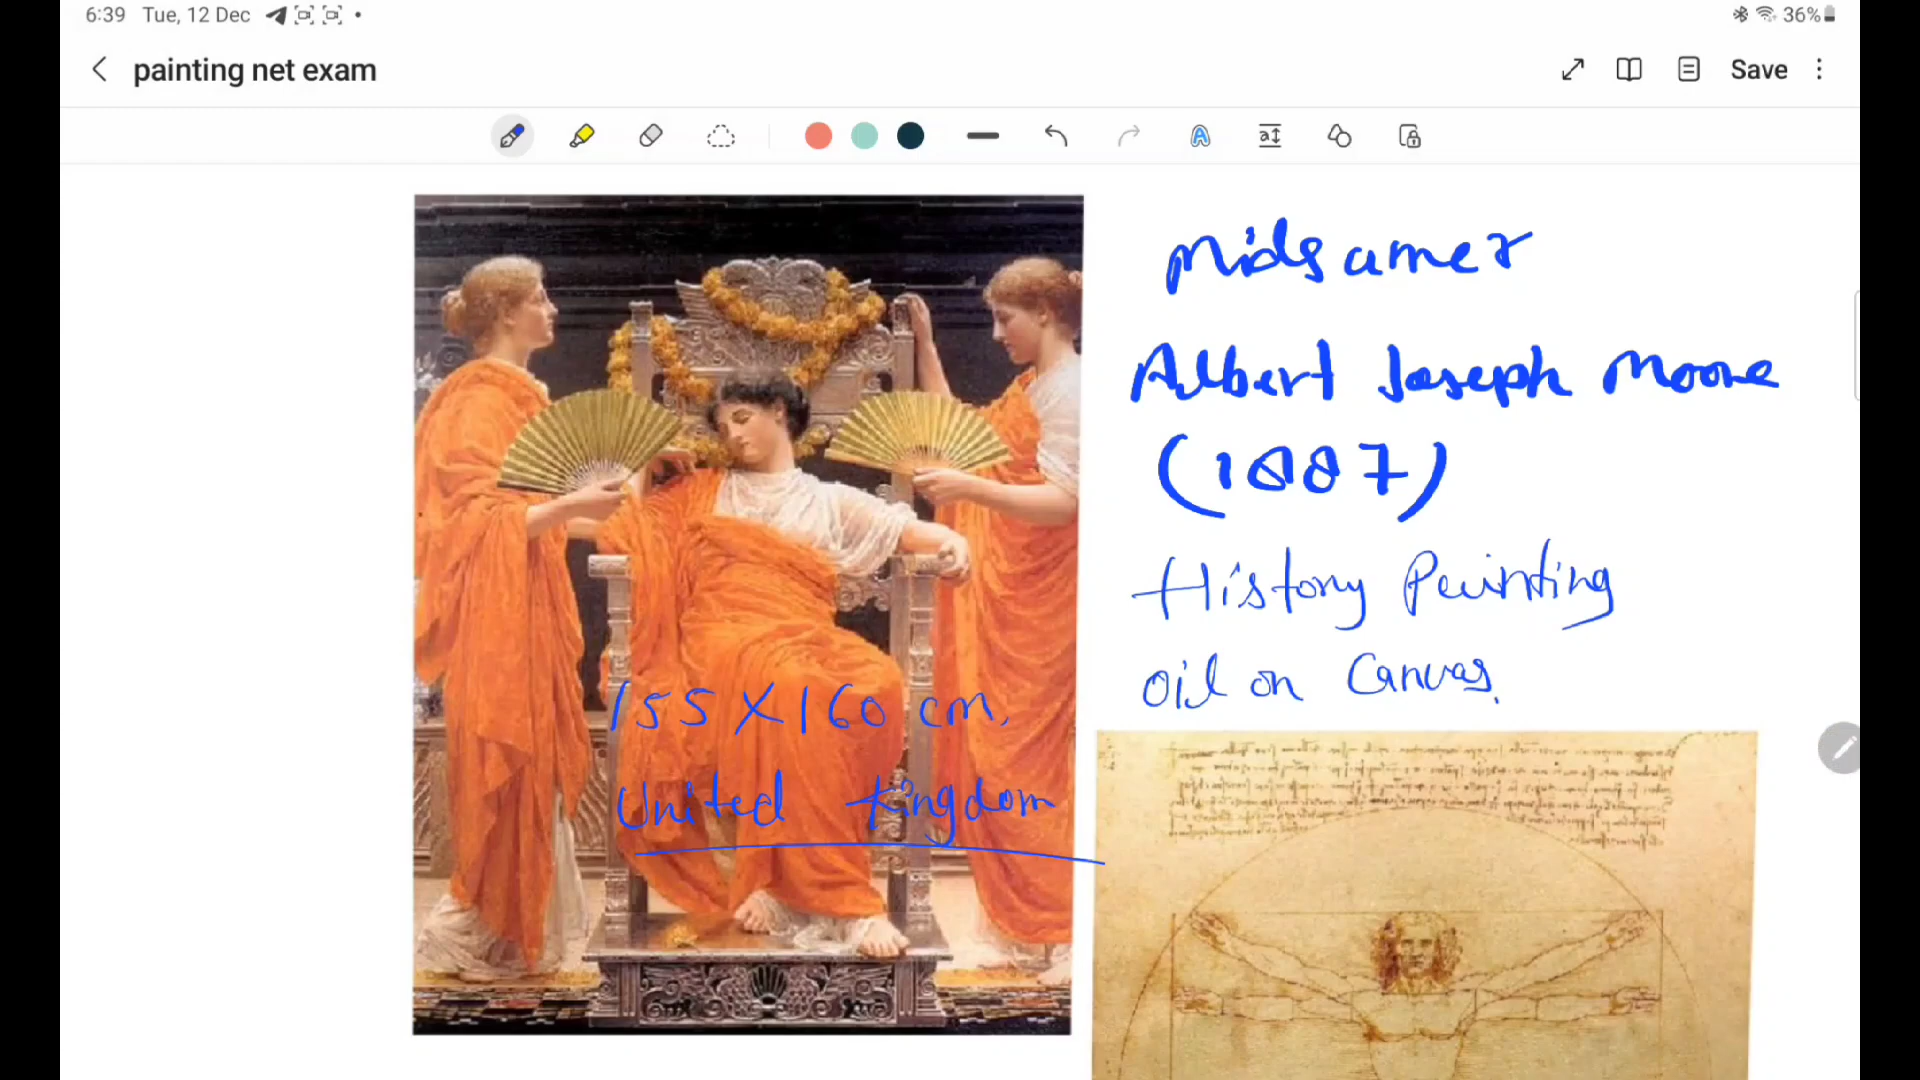 6:39 Tue, 12 Dec
36%
painting net exam
Save
Midsamer
Albert Joseph Moore
(1887)
History Painting
oil on Canvas.
155 X 160 cm.
United Kingdom